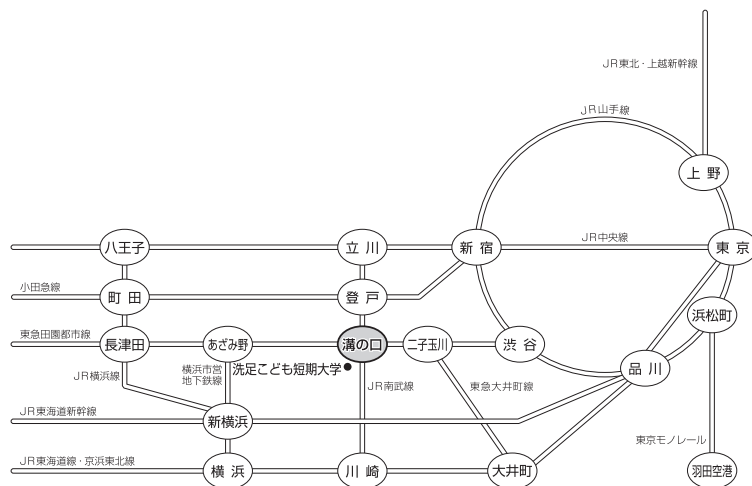 JR東北・上越新幹線
JR山手線
上野
八王子
立川
新宿
JR中央線
東京
小田急線
町田
登戸
浜松町
東急田園都市線
長津田
あざみ野
溝の口
二子玉川
渋谷
品川
JR横浜線
横浜市営
地下鉄線
洗足こども短期大学
JR南武線
東急大井町線
JR東海道新幹線
新横浜
東京モノレール
JR東海道線・京浜東北線
横浜
川崎
大井町
羽田空港